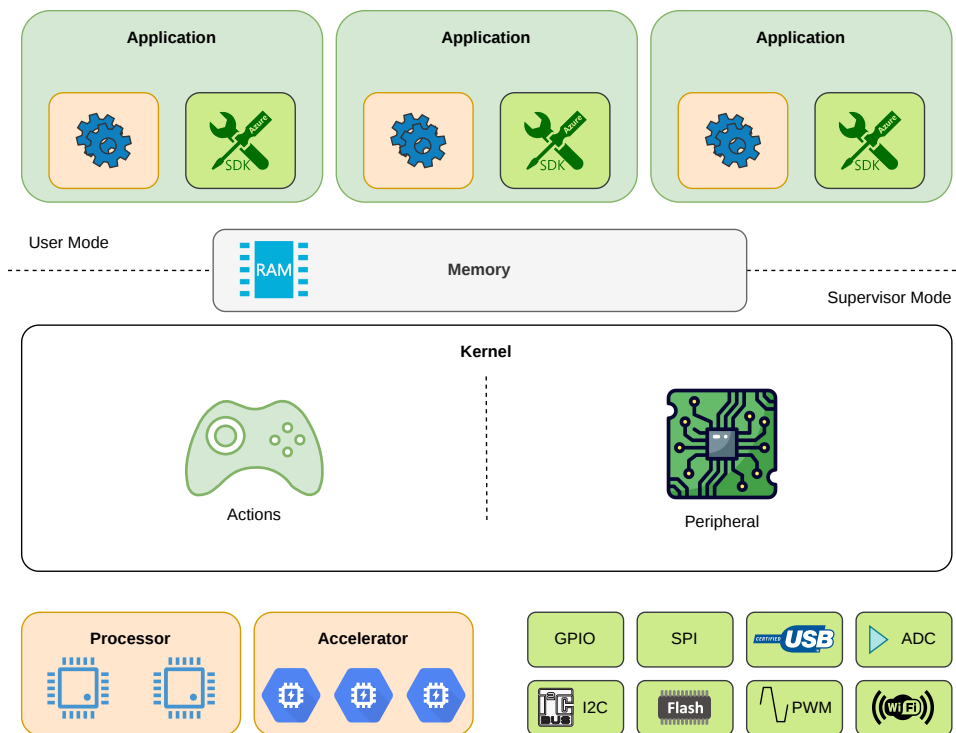 Application
Application
Application
Azure
SDK
Azure
SDK
Azure
SDK
User Mode
RAM
Memory
Supervisor Mode
Kernel
Actions
Peripheral
Processor
Accelerator
GPIO
SPI
CERTIFIED USB
ADC
I²C
BUS
I2C
Flash
PWM
WiFi